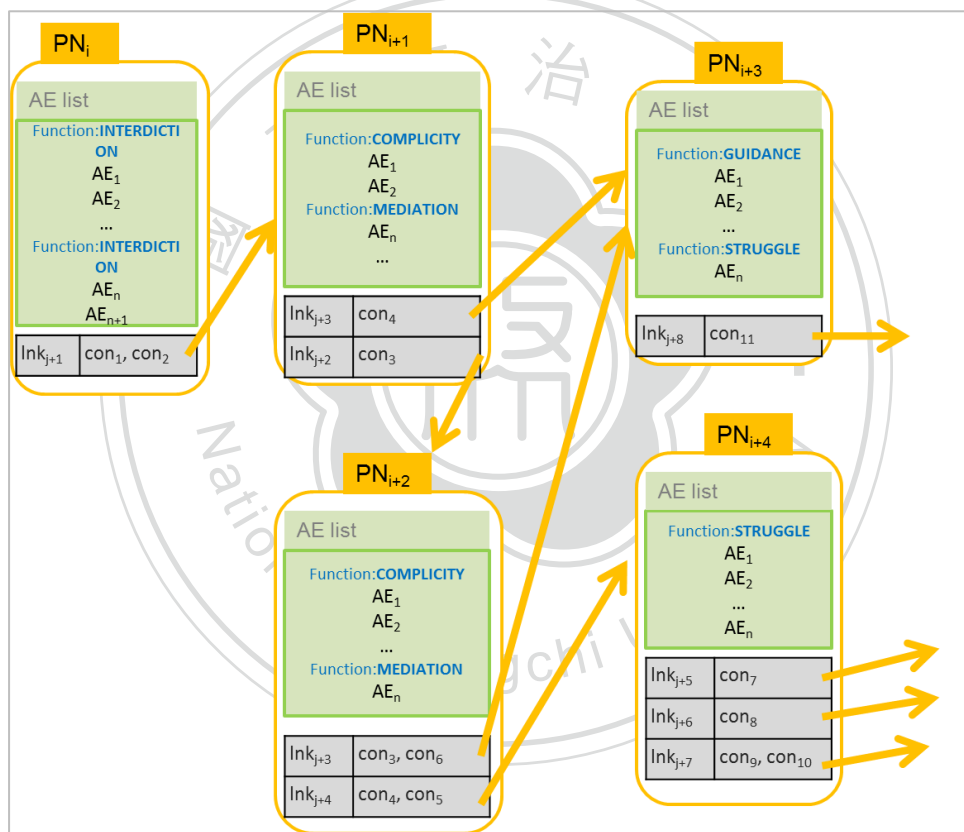 PNi
AE list
Function:INTERDICTI
ON
AE1
AE2
...
Function:INTERDICTI
ON
AEn
AEn+1
lnkj+1 con1, con2
PNi+1
AE list
Function:COMPLICITY
AE1
AE2
Function:MEDIATION
AEn
...
lnkj+3 con4
lnkj+2 con3
PNi+2
AE list
Function:COMPLICITY
AE1
AE2
...
Function:MEDIATION
AEn
lnkj+3 con3, con6
lnkj+4 con4, con5
PNi+3
AE list
Function:GUIDANCE
AE1
AE2
...
Function:STRUGGLE
AEn
lnkj+8 con11
PNi+4
AE list
Function:STRUGGLE
AE1
AE2
...
AEn
lnkj+5 con7
lnkj+6 con8
lnkj+7 con9, con10
治
Nation
gchi